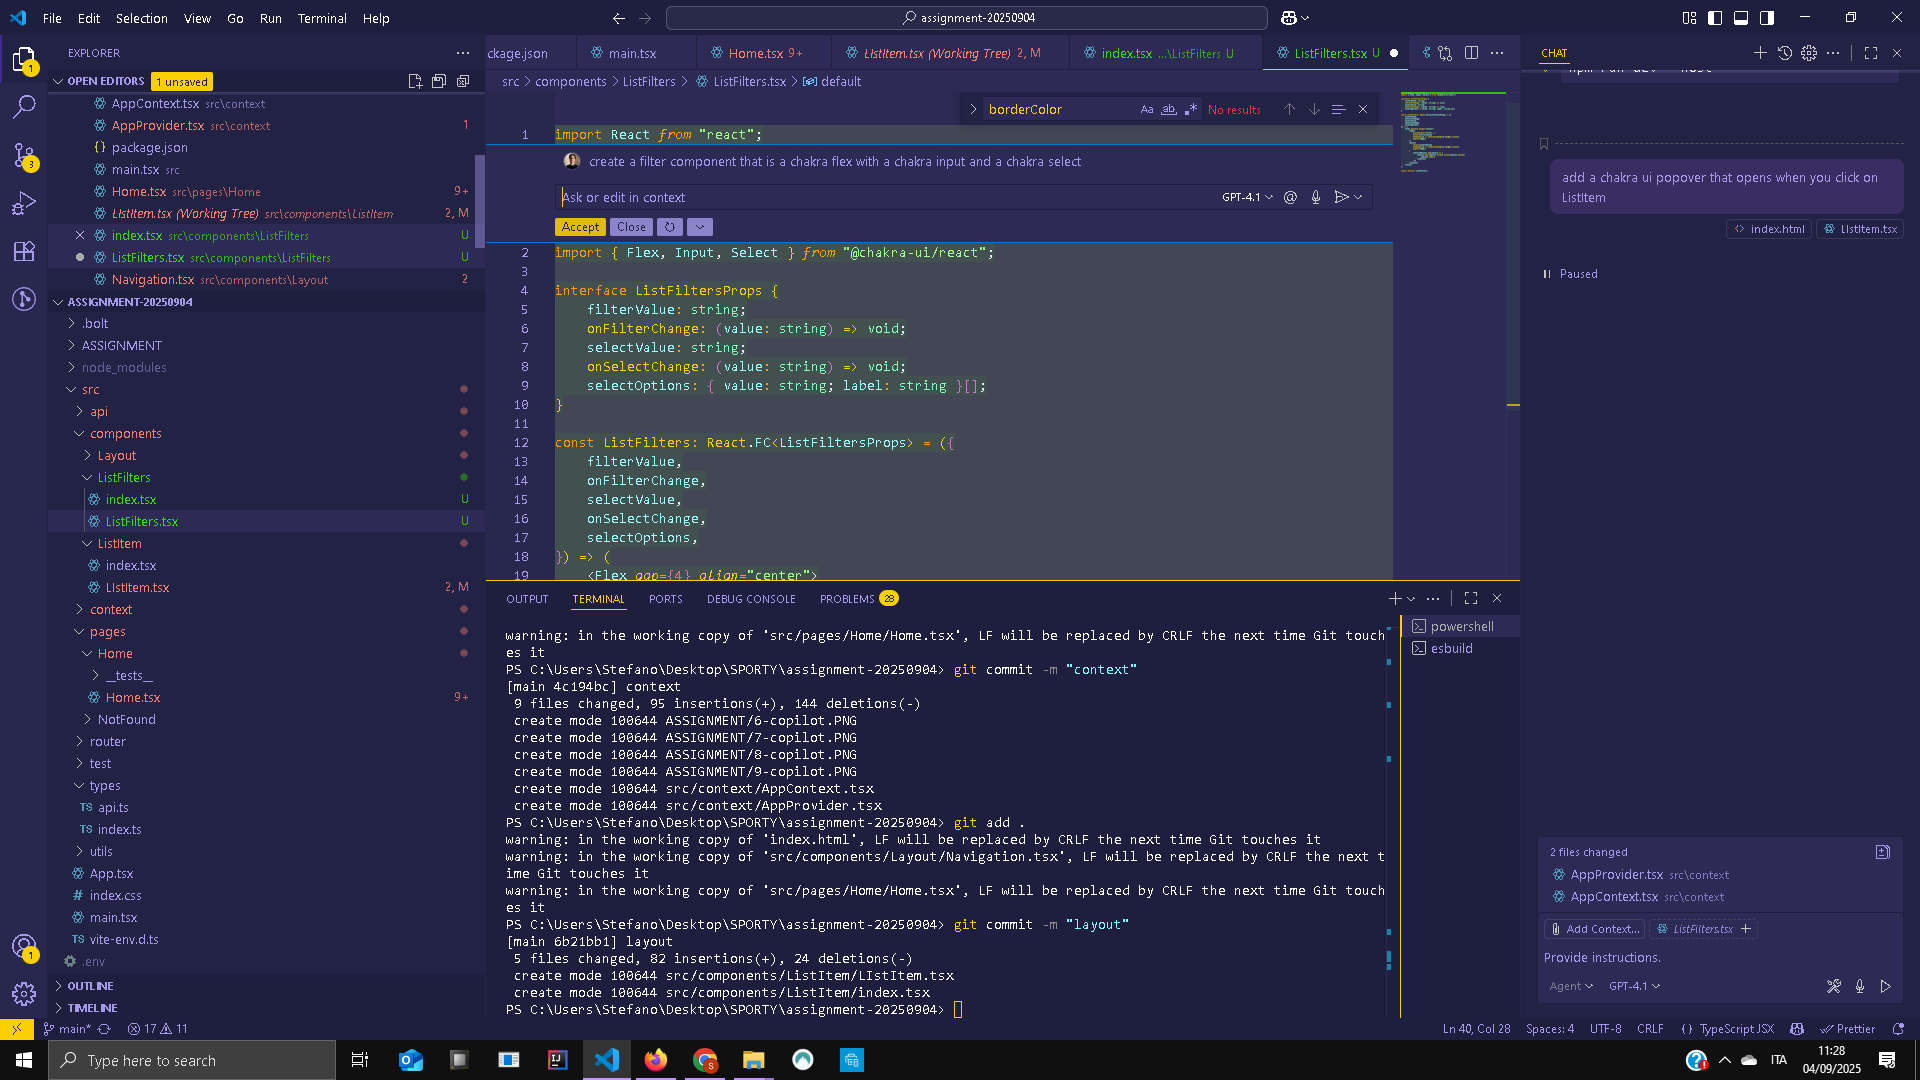 File Edit Selection View Go Run Terminal Help
assignment-20250904
EXPLORER
OPEN EDITORS 1 unsaved
AppContext.tsx src\context
AppProvider.tsx src\context 1
{} package.json
main.tsx src
Home.tsx src\pages\Home 9+
LIstItem.tsx (Working Tree) src\components\ListItem 2, M
index.tsx src\components\ListFilters U
ListFilters.tsx src\components\ListFilters U
Navigation.tsx src\components\Layout 2
ASSIGNMENT-20250904
.bolt
ASSIGNMENT
node_modules
src
api
components
Layout
ListFilters
index.tsx U
ListFilters.tsx U
ListItem
index.tsx
LIstItem.tsx 2, M
context
pages
Home
__tests__
Home.tsx 9+
NotFound
router
test
types
TS api.ts
TS index.ts
utils
App.tsx
# index.css
main.tsx
TS vite-env.d.ts
.env
OUTLINE
TIMELINE
1
3
1
ckage.json main.tsx Home.tsx 9+ LIstItem.tsx (Working Tree) 2, M index.tsx ...\ListFilters U ListFilters.tsx U
src > components > ListFilters > ListFilters.tsx > default
borderColor Aa ab No results
1 import React from "react";
create a filter component that is a chakra flex with a chakra input and a chakra select
Ask or edit in context GPT-4.1
Accept Close
2 import { Flex, Input, Select } from "@chakra-ui/react";
3
4 interface ListFiltersProps {
5 filterValue: string;
6 onFilterChange: (value: string) => void;
7 selectValue: string;
8 onSelectChange: (value: string) => void;
9 selectOptions: { value: string; label: string }[];
10 }
11
12 const ListFilters: React.FC<ListFiltersProps> = ({
13 filterValue,
14 onFilterChange,
15 selectValue,
16 onSelectChange,
17 selectOptions,
18 }) => (
19 <Flex gap={4} align="center">
OUTPUT TERMINAL PORTS DEBUG CONSOLE PROBLEMS 28
warning: in the working copy of 'src/pages/Home/Home.tsx', LF will be replaced by CRLF the next time Git touch
es it
PS C:\Users\Stefano\Desktop\SPORTY\assignment-20250904> git commit -m "context"
[main 4c194bc] context
9 files changed, 95 insertions(+), 144 deletions(-)
create mode 100644 ASSIGNMENT/6-copilot.PNG
create mode 100644 ASSIGNMENT/7-copilot.PNG
create mode 100644 ASSIGNMENT/8-copilot.PNG
create mode 100644 ASSIGNMENT/9-copilot.PNG
create mode 100644 src/context/AppContext.tsx
create mode 100644 src/context/AppProvider.tsx
PS C:\Users\Stefano\Desktop\SPORTY\assignment-20250904> git add .
warning: in the working copy of 'index.html', LF will be replaced by CRLF the next time Git touches it
warning: in the working copy of 'src/components/Layout/Navigation.tsx', LF will be replaced by CRLF the next t
ime Git touches it
warning: in the working copy of 'src/pages/Home/Home.tsx', LF will be replaced by CRLF the next time Git touch
es it
PS C:\Users\Stefano\Desktop\SPORTY\assignment-20250904> git commit -m "layout"
[main 6b21bb1] layout
5 files changed, 82 insertions(+), 24 deletions(-)
create mode 100644 src/components/ListItem/LIstItem.tsx
create mode 100644 src/components/ListItem/index.tsx
PS C:\Users\Stefano\Desktop\SPORTY\assignment-20250904>
powershell
esbuild
CHAT
add a chakra ui popover that opens when you click on
ListItem
index.html LIstItem.tsx
Paused
2 files changed
AppProvider.tsx src\context
AppContext.tsx src\context
Add Context... ListFilters.tsx
Provide instructions.
Agent GPT-4.1
main* 17 11 Ln 40, Col 28 Spaces: 4 UTF-8 CRLF {} TypeScript JSX Prettier
Type here to search
ITA
11:28
04/09/2025